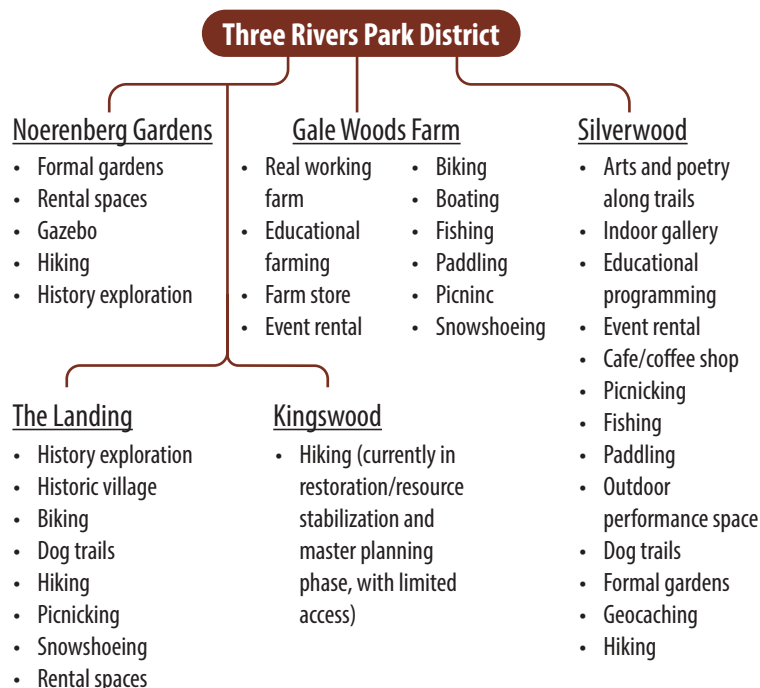 Three Rivers Park District
Noerenberg Gardens
• Formal gardens
• Rental spaces
• Gazebo
• Hiking
• History exploration
Gale Woods Farm
• Real working
farm
• Educational
farming
• Farm store
• Event rental
• Biking
• Boating
• Fishing
• Paddling
• Picninc
• Snowshoeing
Silverwood
• Arts and poetry
along trails
• Indoor gallery
• Educational
programming
• Event rental
• Cafe/coffee shop
• Picnicking
• Fishing
• Paddling
• Outdoor
performance space
• Dog trails
• Formal gardens
• Geocaching
• Hiking
The Landing
• History exploration
• Historic village
• Biking
• Dog trails
• Hiking
• Picnicking
• Snowshoeing
• Rental spaces
Kingswood
• Hiking (currently in
restoration/resource
stabilization and
master planning
phase, with limited
access)